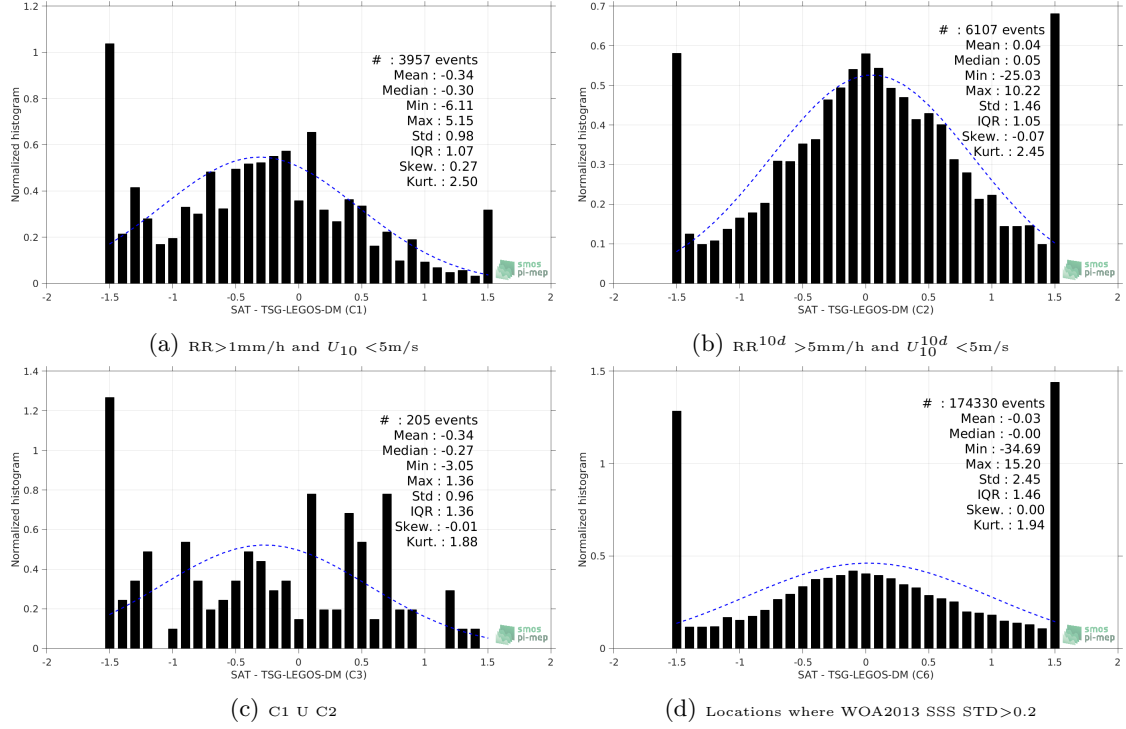 1.2
1
0.8
0.6
0.4
0.2
0
Normalized histogram
# : 3957 events
Mean : -0.34
Median : -0.30
Min : -6.11
Max : 5.15
Std : 0.98
IQR : 1.07
Skew. : 0.27
Kurt. : 2.50
smos
pi-mep
-2 -1.5 -1 -0.5 0 0.5 1 1.5 2
SAT - TSG-LEGOS-DM (C1)
(a) RR>1mm/h and U10 <5m/s
0.7
0.6
0.5
0.4
0.3
0.2
0.1
0
Normalized histogram
# : 6107 events
Mean : 0.04
Median : 0.05
Min : -25.03
Max : 10.22
Std : 1.46
IQR : 1.05
Skew. : -0.07
Kurt. : 2.45
smos
pi-mep
-2 -1.5 -1 -0.5 0 0.5 1 1.5 2
SAT - TSG-LEGOS-DM (C2)
(b) RR^10d >5mm/h and U10^10d <5m/s
1.4
1.2
1
0.8
0.6
0.4
0.2
0
Normalized histogram
# : 205 events
Mean : -0.34
Median : -0.27
Min : -3.05
Max : 1.36
Std : 0.96
IQR : 1.36
Skew. : -0.01
Kurt. : 1.88
smos
pi-mep
-2 -1.5 -1 -0.5 0 0.5 1 1.5 2
SAT - TSG-LEGOS-DM (C3)
(c) C1 U C2
1.5
1
0.5
0
Normalized histogram
# : 174330 events
Mean : -0.03
Median : -0.00
Min : -34.69
Max : 15.20
Std : 2.45
IQR : 1.46
Skew. : 0.00
Kurt. : 1.94
smos
pi-mep
-2 -1.5 -1 -0.5 0 0.5 1 1.5 2
SAT - TSG-LEGOS-DM (C6)
(d) Locations where WOA2013 SSS STD>0.2